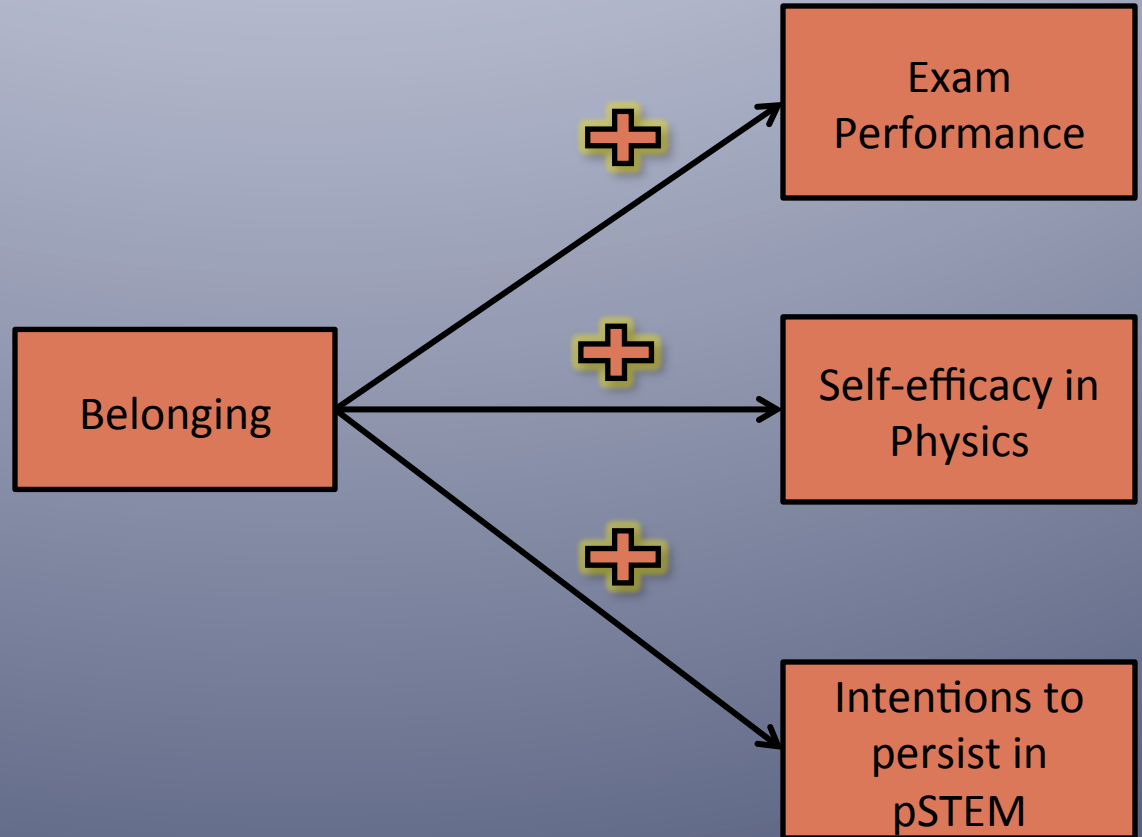 Exam
Performance
Belonging
Self-efficacy in
Physics
Intentions to
persist in
pSTEM